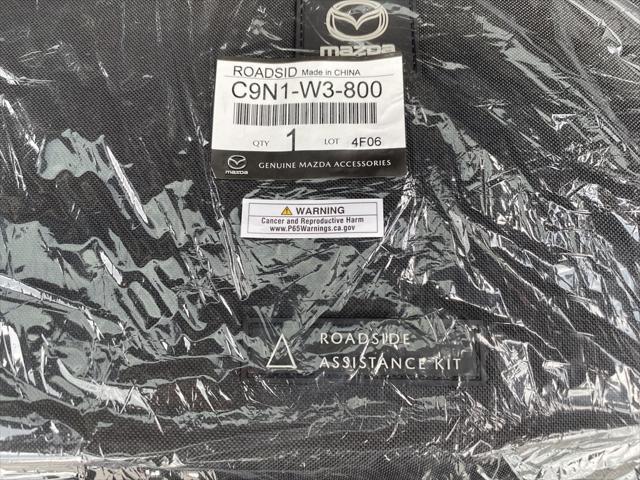 mazda
ROADSID Made in CHINA
C9N1-W3-800
QTY 1 LOT 4F06
mazda GENUINE MAZDA ACCESSORIES
WARNING
Cancer and Reproductive Harm
www.P65Warnings.ca.gov
ROADSIDE
ASSISTANCE KIT